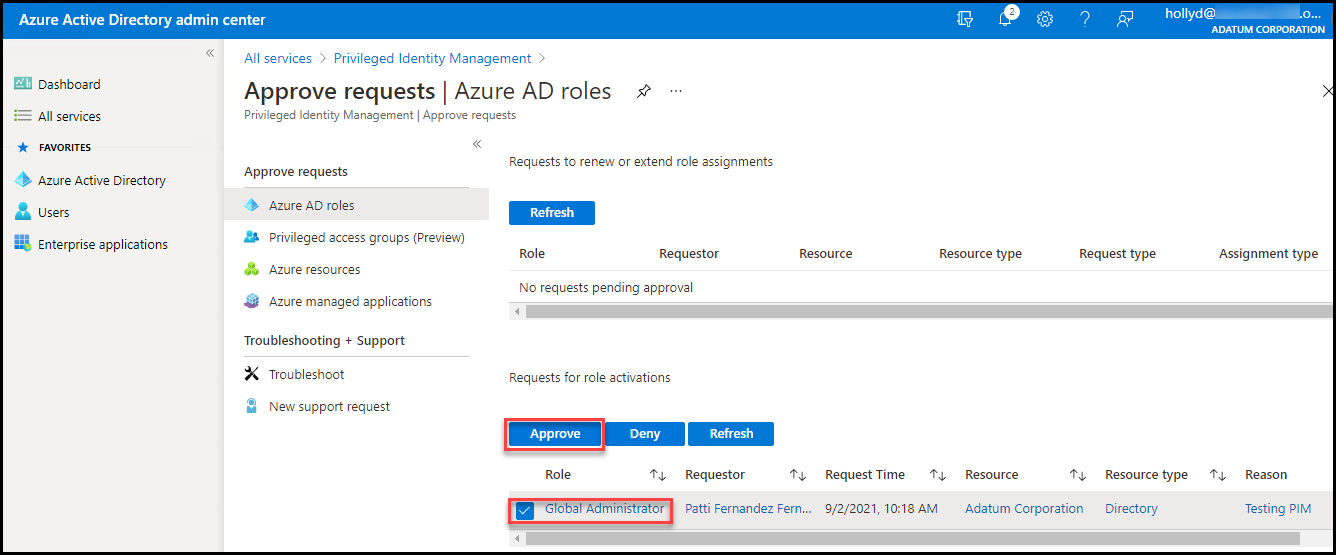 Azure Active Directory admin center
2
hollyd@ .o...
ADATUM CORPORATION
Dashboard
All services
FAVORITES
Azure Active Directory
Users
Enterprise applications
All services > Privileged Identity Management >
Approve requests | Azure AD roles ...
Privileged Identity Management | Approve requests
Approve requests
Azure AD roles
Privileged access groups (Preview)
Azure resources
Azure managed applications
Troubleshooting + Support
Troubleshoot
New support request
Requests to renew or extend role assignments
Refresh
Role Requestor Resource Resource type Request type Assignment type
No requests pending approval
Requests for role activations
Approve Deny Refresh
Role Requestor Request Time Resource Resource type Reason
Global Administrator Patti Fernandez Fern... 9/2/2021, 10:18 AM Adatum Corporation Directory Testing PIM